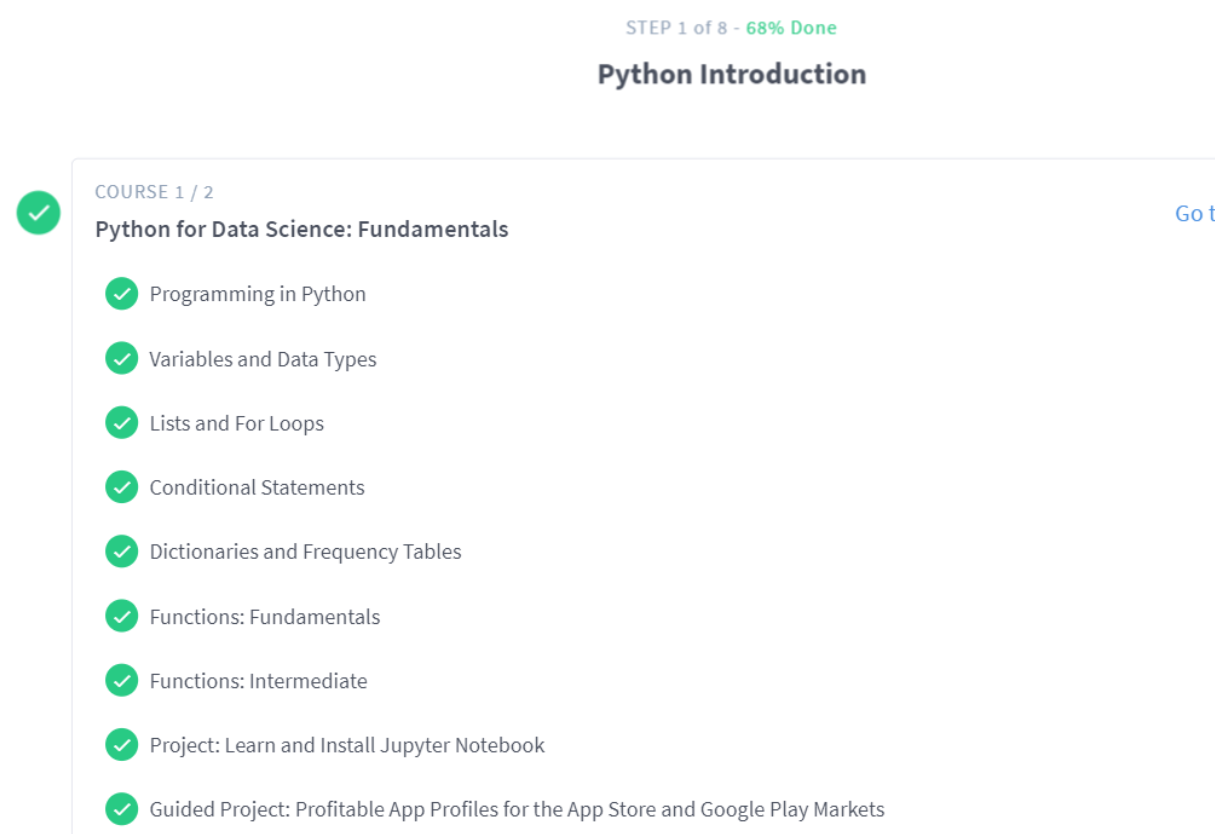 STEP 1 of 8 - 68% Done
Python Introduction
COURSE 1 / 2
Python for Data Science: Fundamentals
Go t
Programming in Python
Variables and Data Types
Lists and For Loops
Conditional Statements
Dictionaries and Frequency Tables
Functions: Fundamentals
Functions: Intermediate
Project: Learn and Install Jupyter Notebook
Guided Project: Profitable App Profiles for the App Store and Google Play Markets